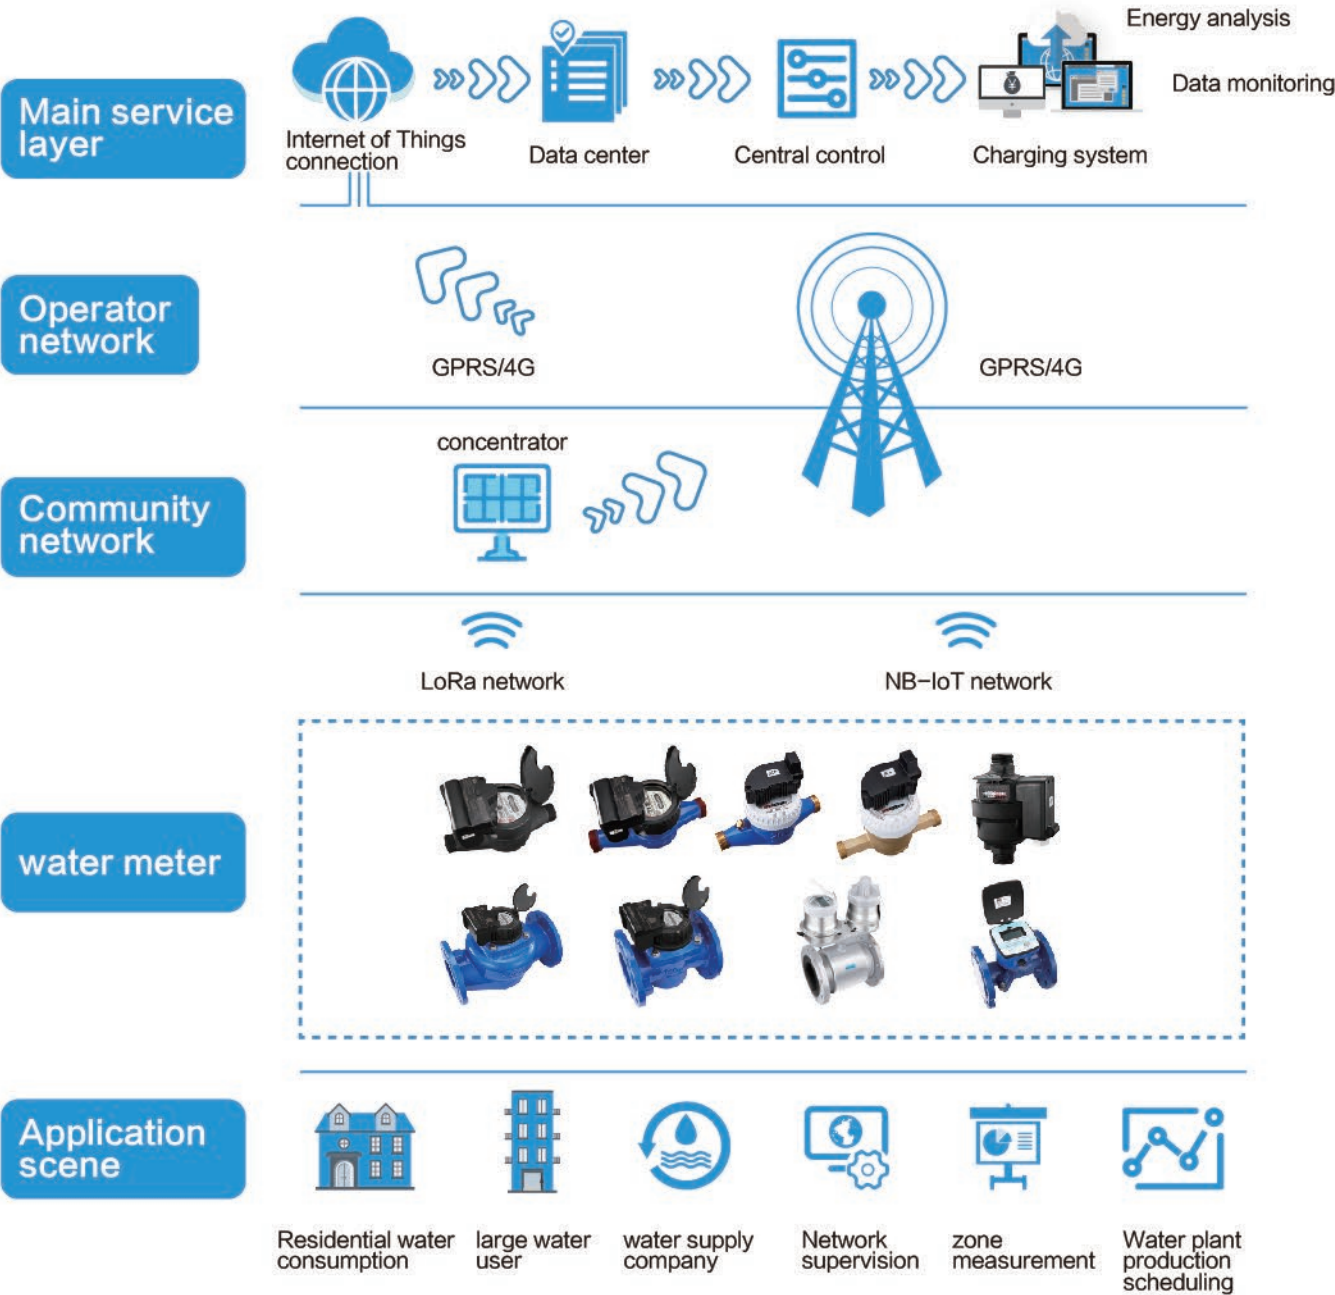 Energy analysis
Data monitoring
Main service
layer
Internet of Things
connection
Data center
Central control
Charging system
Operator
network
GPRS/4G
GPRS/4G
concentrator
Community
network
LoRa network
NB-IoT network
water meter
Application
scene
Residential water
consumption
large water
user
water supply
company
Network
supervision
zone
measurement
Water plant
production
scheduling